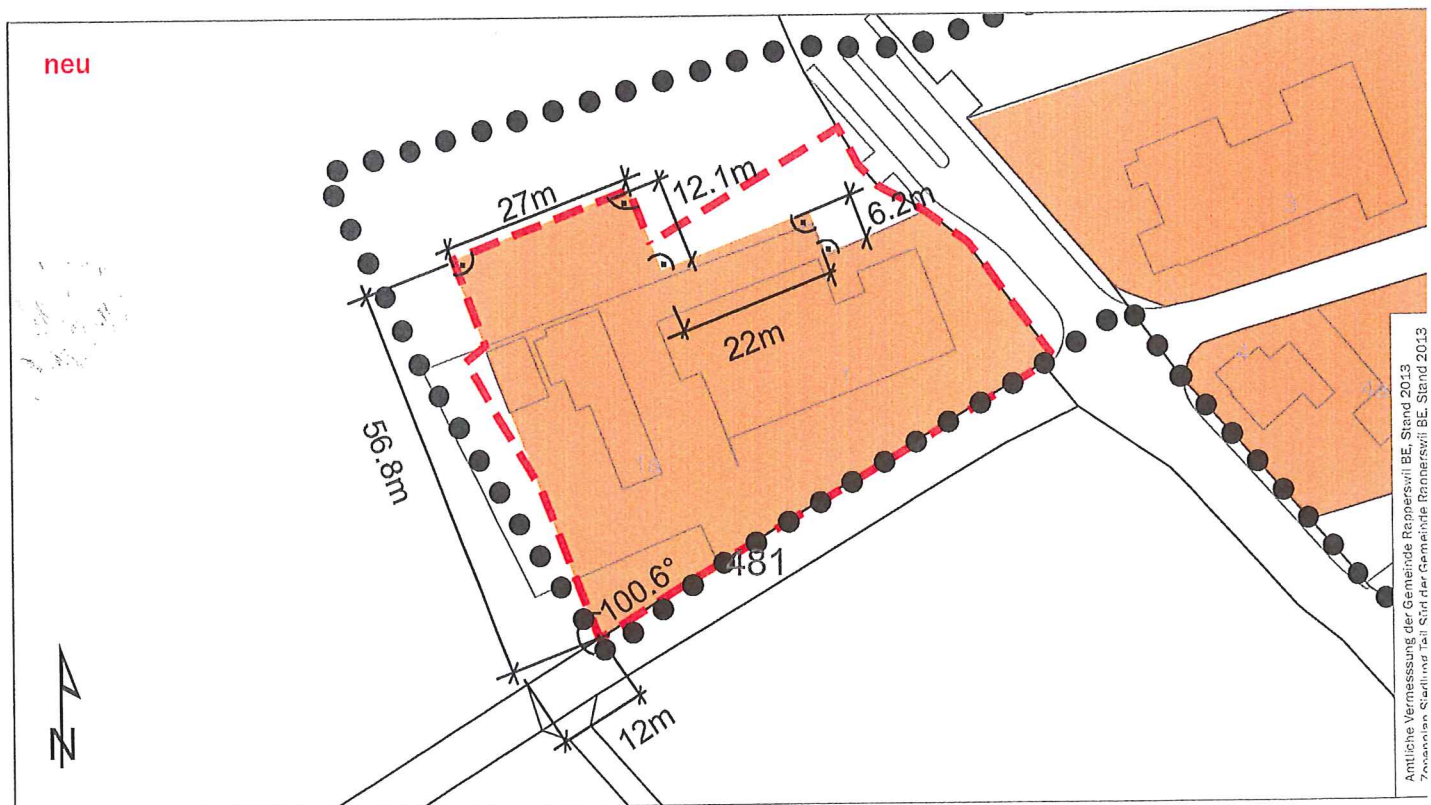 neu
27m
12.1m
6.2m
22m
56.8m
100.6°
481
12m
N
Amtliche Vermesssung der Gemeinde Rapperswil BE, Stand 2013
Zonenplan Siedlung Teil Süd der Gemeinde Rapperswil BE, Stand 2013